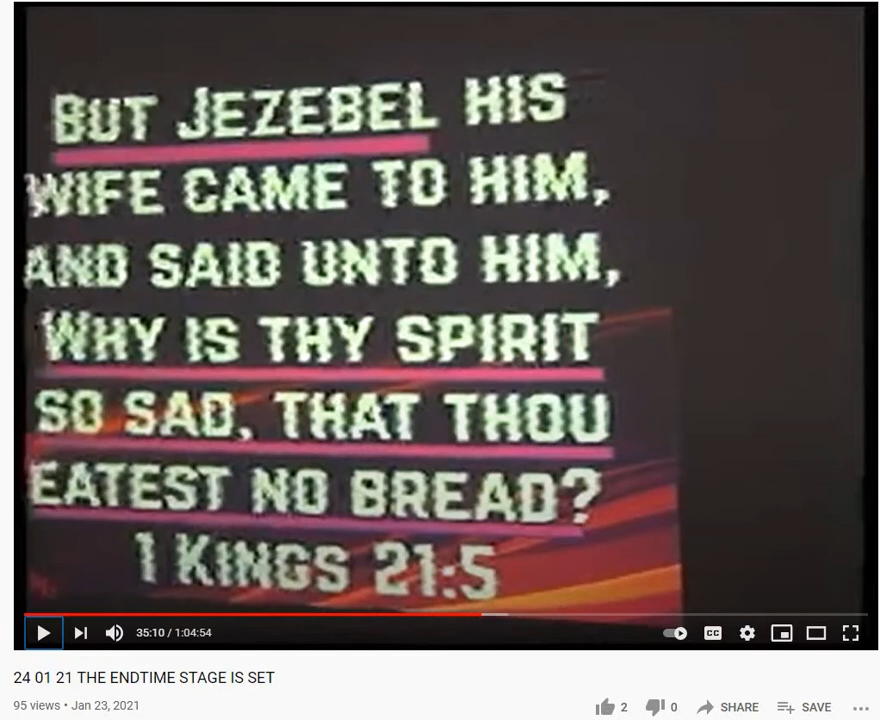 BUT JEZEBEL HIS
WIFE CAME TO HIM,
AND SAID UNTO HIM,
WHY IS THY SPIRIT
SO SAD, THAT THOU
EATEST NO BREAD?
1 KINGS 21:5
35:10 / 1:04:54
CC
24 01 21 THE ENDTIME STAGE IS SET
95 views • Jan 23, 2021
2 0 SHARE SAVE